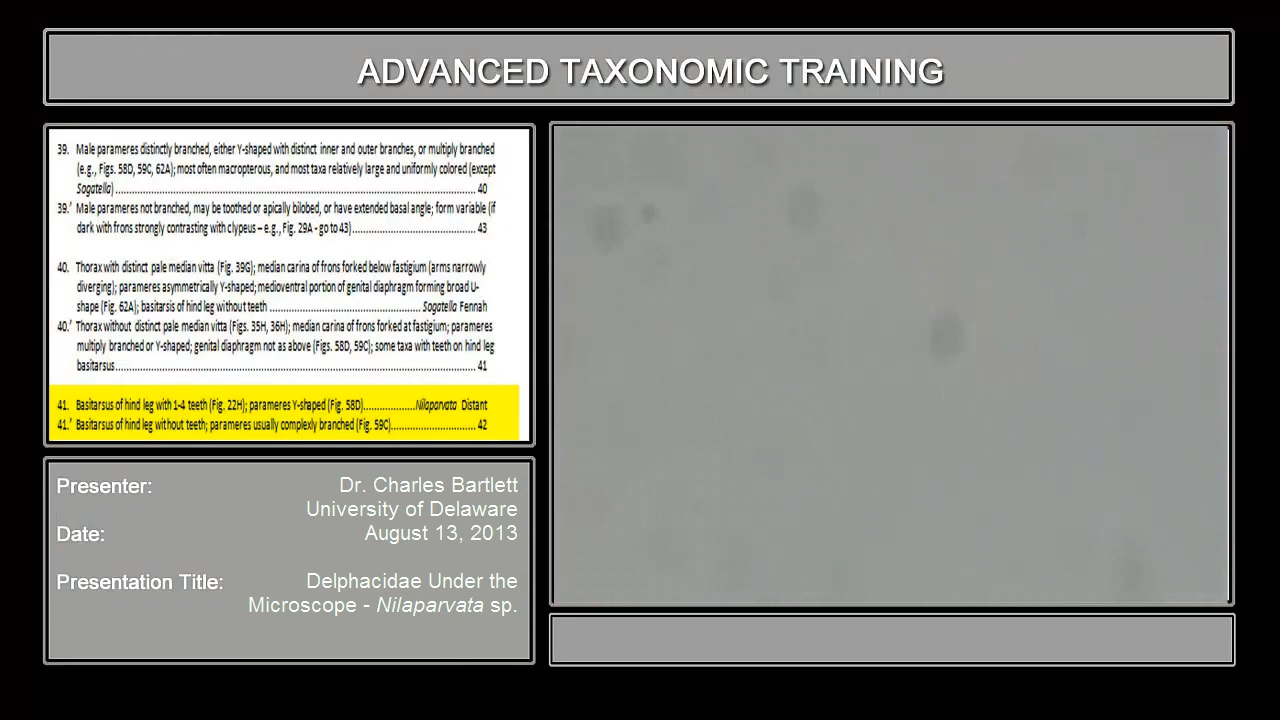 ADVANCED TAXONOMIC TRAINING
39. Male parameres distinctly branched, either Y-shaped with distinct inner and outer branches, or multiply branched
(e.g., Figs. 58D, 59C, 62A); most often macropterous, and most taxa relatively large and uniformly colored (except
Sogatella) .......... 40
39.' Male parameres not branched, may be toothed or apically bilobed, or have extended basal angle; form variable (if
dark with frons strongly contrasting with clypeus – e.g., Fig. 29A - go to 43) .......... 43
40. Thorax with distinct pale median vitta (Fig. 39G); median carina of frons forked below fastigium (arms narrowly
diverging); parameres asymmetrically Y-shaped; medioventral portion of genital diaphragm forming broad U-
shape (Fig. 62A); basitarsis of hind leg without teeth .......... Sogatella Fennah
40.' Thorax without distinct pale median vitta (Figs. 35H, 36H); median carina of frons forked at fastigium; parameres
multiply branched or Y-shaped; genital diaphragm not as above (Figs. 58D, 59C); some taxa with teeth on hind leg
basitarsus .......... 41
41. Basitarsus of hind leg with 1-4 teeth (Fig. 22H); parameres Y-shaped (Fig. 58D) .......... Nilaparvata Distant
41.' Basitarsus of hind leg without teeth; parameres usually complexly branched (Fig. 59C) .......... 42
Presenter: Dr. Charles Bartlett
University of Delaware
Date: August 13, 2013
Presentation Title: Delphacidae Under the
Microscope - Nilaparvata sp.